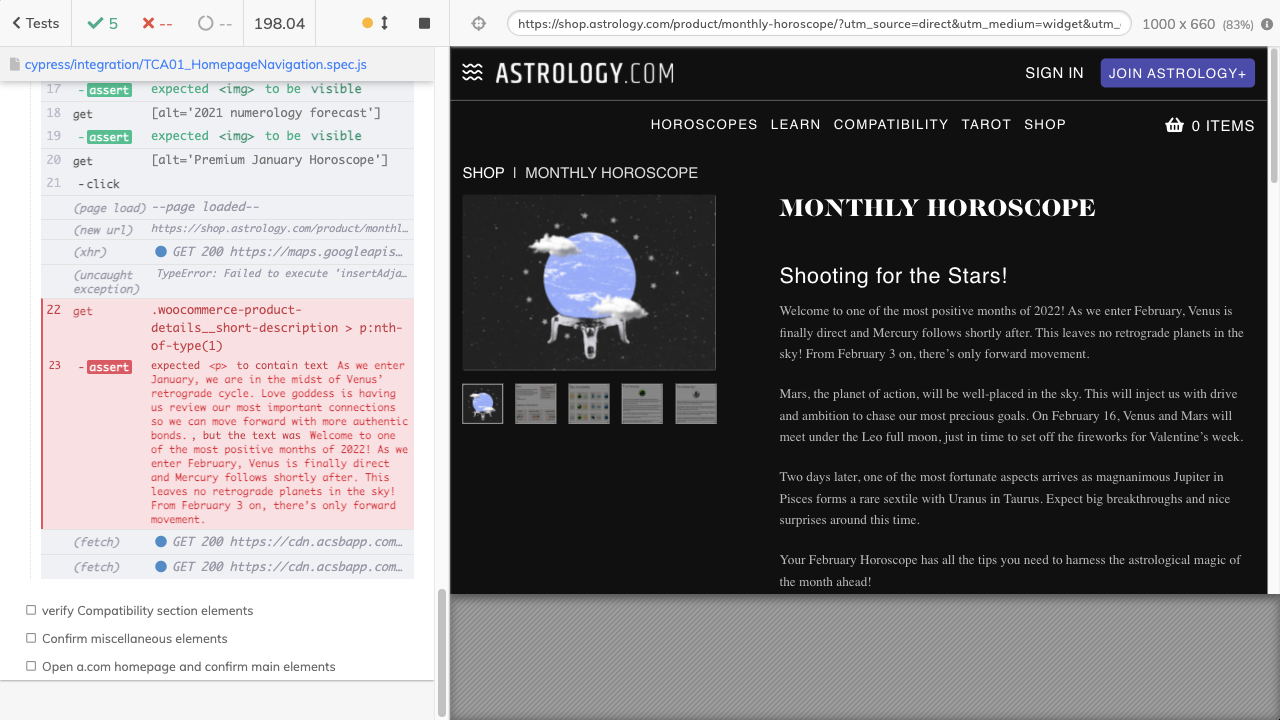 Tests
5
--
--
198.04
https://shop.astrology.com/product/monthly-horoscope/?utm_source=direct&utm_medium=widget&utm_
1000 x 660 (83%)
cypress/integration/TCA01_HomepageNavigation.spec.js
17 -assert expected <img> to be visible
18 get [alt='2021 numerology forecast']
19 -assert expected <img> to be visible
20 get [alt='Premium January Horoscope']
21 -click
(page load) --page loaded--
(new url) https://shop.astrology.com/product/monthl…
(xhr) GET 200 https://maps.googleapis…
(uncaught exception) TypeError: Failed to execute 'insertAdja…
22 get .woocommerce-product-
details__short-description > p:nth-
of-type(1)
23 -assert expected <p> to contain text As we enter
January, we are in the midst of Venus’
retrograde cycle. Love goddess is having
us review our most important connections
so we can move forward with more authentic
bonds. , but the text was Welcome to one
of the most positive months of 2022! As we
enter February, Venus is finally direct
and Mercury follows shortly after. This
leaves no retrograde planets in the sky!
From February 3 on, there’s only forward
movement.
(fetch) GET 200 https://cdn.acsbapp.com…
(fetch) GET 200 https://cdn.acsbapp.com…
verify Compatibility section elements
Confirm miscellaneous elements
Open a.com homepage and confirm main elements
ASTROLOGY.COM
SIGN IN
JOIN ASTROLOGY+
HOROSCOPES LEARN COMPATIBILITY TAROT SHOP
0 ITEMS
SHOP | MONTHLY HOROSCOPE
MONTHLY HOROSCOPE
Shooting for the Stars!
Welcome to one of the most positive months of 2022! As we enter February, Venus is
finally direct and Mercury follows shortly after. This leaves no retrograde planets in the
sky! From February 3 on, there’s only forward movement.
Mars, the planet of action, will be well-placed in the sky. This will inject us with drive
and ambition to chase our most precious goals. On February 16, Venus and Mars will
meet under the Leo full moon, just in time to set off the fireworks for Valentine’s week.
Two days later, one of the most fortunate aspects arrives as magnanimous Jupiter in
Pisces forms a rare sextile with Uranus in Taurus. Expect big breakthroughs and nice
surprises around this time.
Your February Horoscope has all the tips you need to harness the astrological magic of
the month ahead!